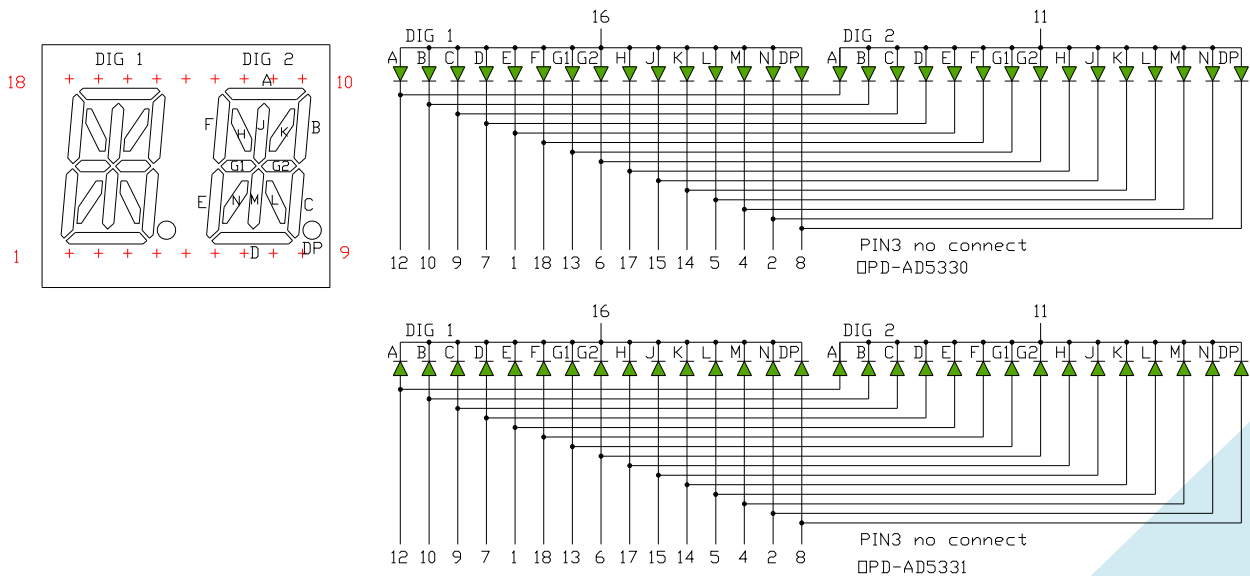 DIG 1 DIG 2
18 10
A
F B
H J K
G1 G2
E N M L C
D DP
1 9
16 11
DIG 1 DIG 2
A B C D E F G1 G2 H J K L M N DP A B C D E F G1 G2 H J K L M N DP
PIN3 no connect
12 10 9 7 1 18 13 6 17 15 14 5 4 2 8
OPD-AD5330
16 11
DIG 1 DIG 2
A B C D E F G1 G2 H J K L M N DP A B C D E F G1 G2 H J K L M N DP
PIN3 no connect
12 10 9 7 1 18 13 6 17 15 14 5 4 2 8
OPD-AD5331